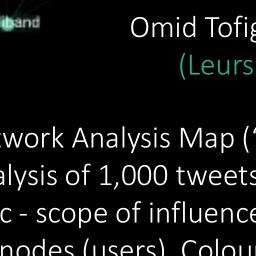 iband
Omid Tofig
(Leurs
twork Analysis Map (“
alysis of 1,000 tweets
c - scope of influence
nodes (users). Colou